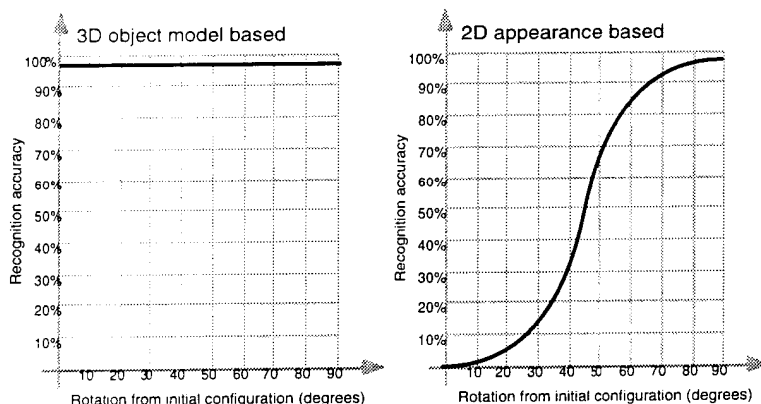 3D object model based
100%
90%
80%
70%
60%
50%
40%
30%
20%
10%
Recognition accuracy
10 20 30 40 50 60 70 80 90
Rotation from initial configuration (degrees)
2D appearance based
100%
90%
80%
70%
60%
50%
40%
30%
20%
10%
Recognition accuracy
10 20 30 40 50 60 70 80 90
Rotation from initial configuration (degrees)